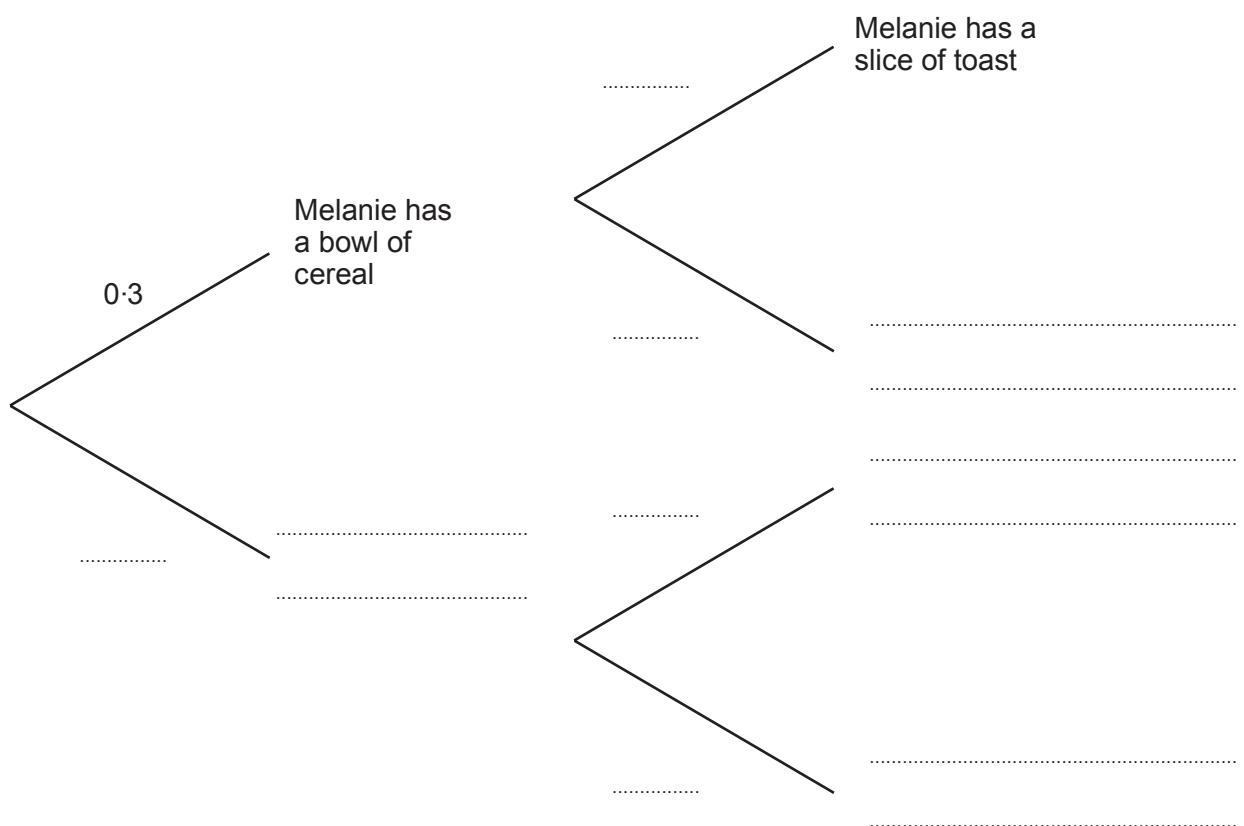 Melanie has a
slice of toast
Melanie has
a bowl of
cereal
0·3